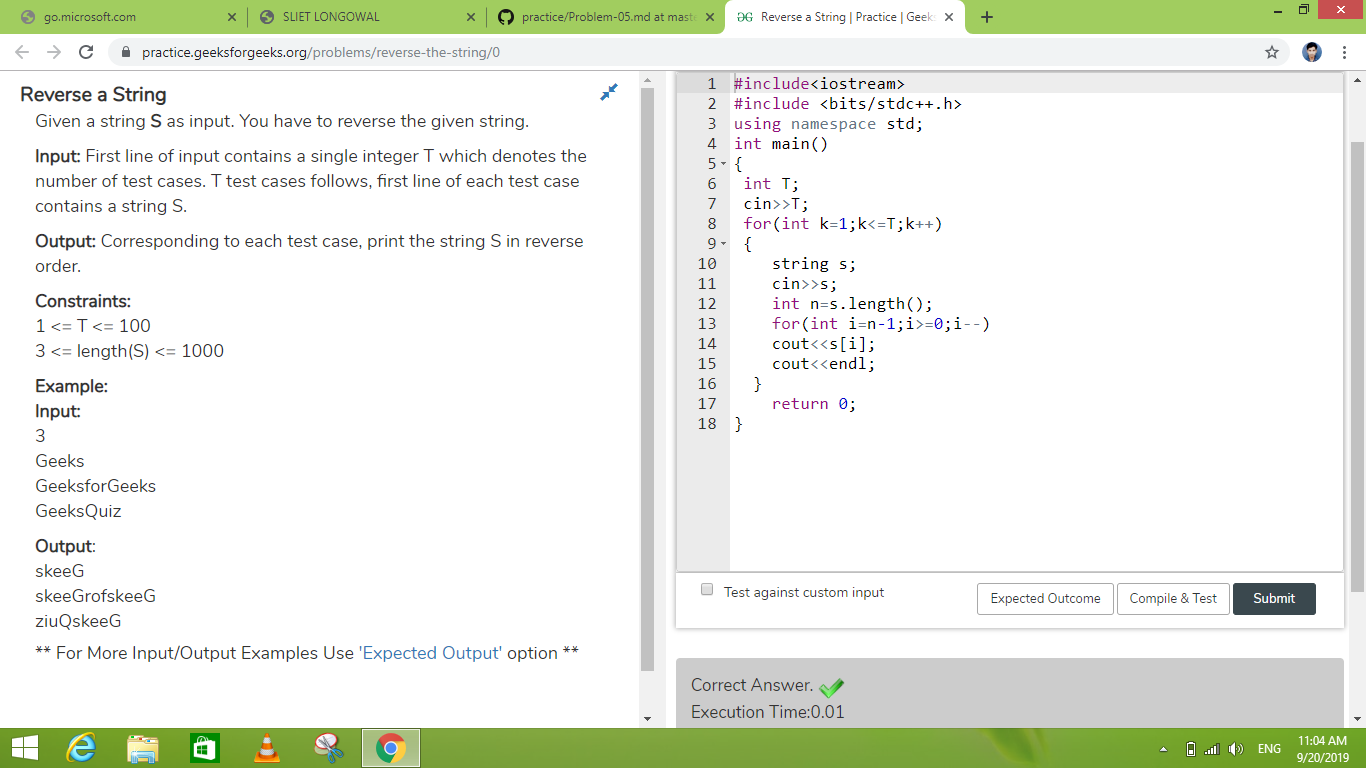 go.microsoft.com
SLIET LONGOWAL
practice/Problem-05.md at mast
Reverse a String | Practice | Geek
practice.geeksforgeeks.org/problems/reverse-the-string/0
Reverse a String
Given a string S as input. You have to reverse the given string.
Input: First line of input contains a single integer T which denotes the
number of test cases. T test cases follows, first line of each test case
contains a string S.
Output: Corresponding to each test case, print the string S in reverse
order.
Constraints:
1 <= T <= 100
3 <= length(S) <= 1000
Example:
Input:
3
Geeks
GeeksforGeeks
GeeksQuiz
Output:
skeeG
skeeGrofskeeG
ziuQskeeG
** For More Input/Output Examples Use 'Expected Output' option **
1 #include<iostream>
2 #include <bits/stdc++.h>
3 using namespace std;
4 int main()
5 {
6 int T;
7 cin>>T;
8 for(int k=1;k<=T;k++)
9 {
10 string s;
11 cin>>s;
12 int n=s.length();
13 for(int i=n-1;i>=0;i--)
14 cout<<s[i];
15 cout<<endl;
16 }
17 return 0;
18 }
Test against custom input
Expected Outcome
Compile & Test
Submit
Correct Answer.
Execution Time:0.01
ENG
11:04 AM
9/20/2019